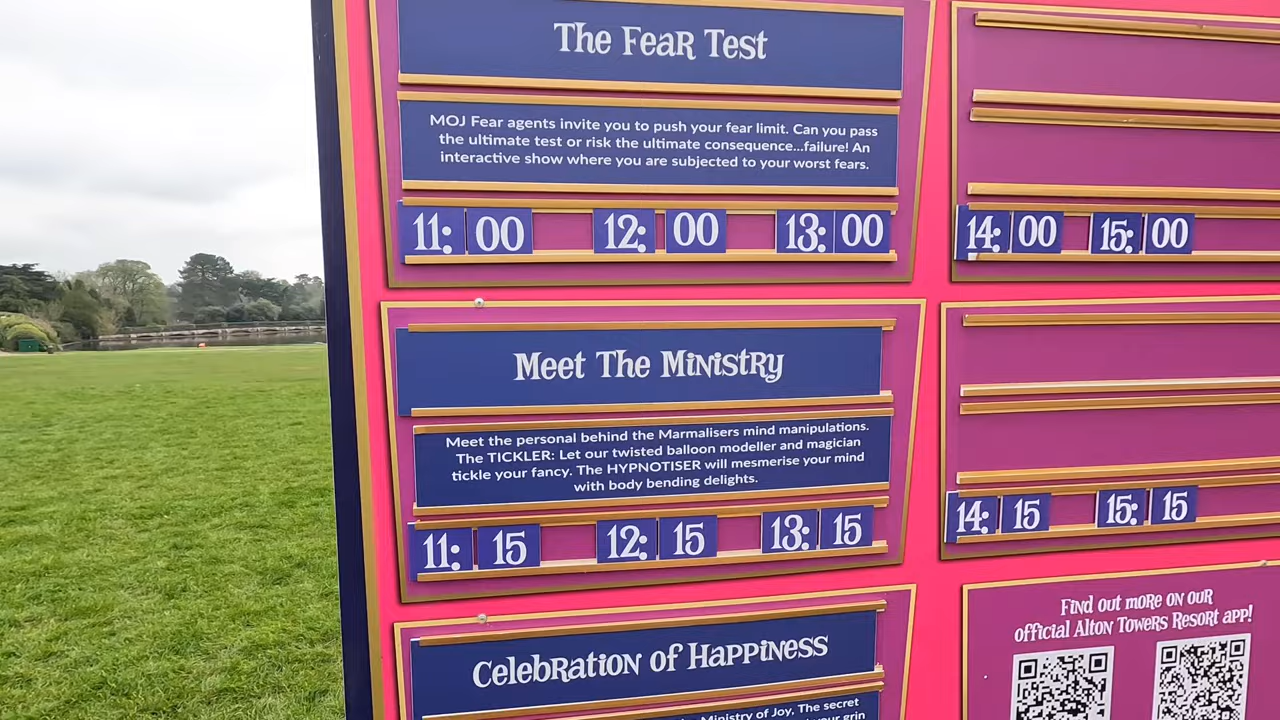 The Fear Test
MOJ Fear agents invite you to push your fear limit. Can you pass
the ultimate test or risk the ultimate consequence...failure! An
interactive show where you are subjected to your worst fears.
11: 00 12: 00 13: 00
14: 00 15: 00
Meet The Ministry
Meet the personal behind the Marmalisers mind manipulations.
The TICKLER: Let our twisted balloon modeller and magician
tickle your fancy. The HYPNOTISER will mesmerise your mind
with body bending delights.
11: 15 12: 15 13: 15
14: 15 15: 15
Celebration of Happiness
Ministry of Joy. The secret
your grin
Find out more on our
official Alton Towers Resort app!